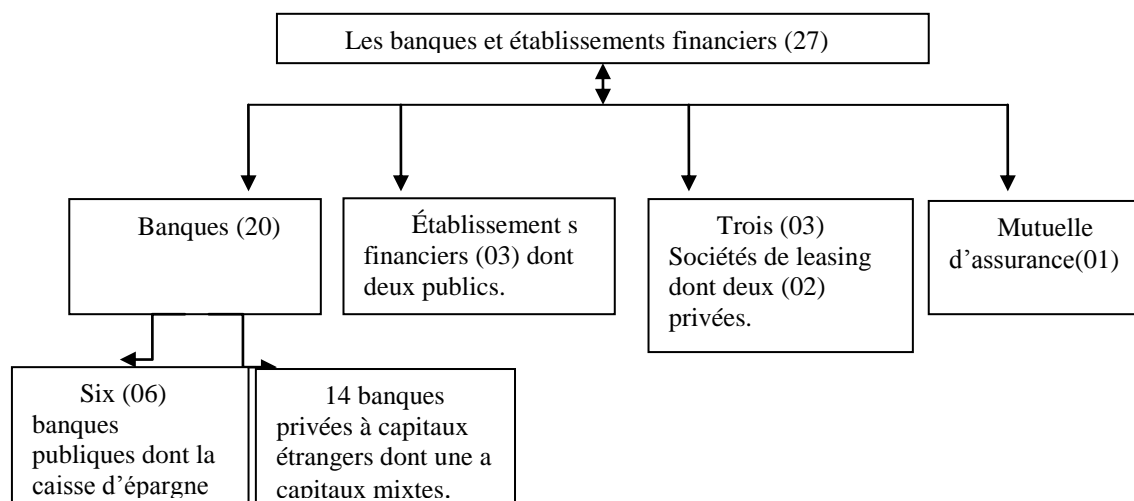 Les banques et établissements financiers (27)
Banques (20)
Établissement s
financiers (03) dont
deux publics.
Trois (03)
Sociétés de leasing
dont deux (02)
privées.
Mutuelle
d’assurance(01)
Six (06)
banques
publiques dont la
caisse d’épargne
14 banques
privées à capitaux
étrangers dont une a
capitaux mixtes.